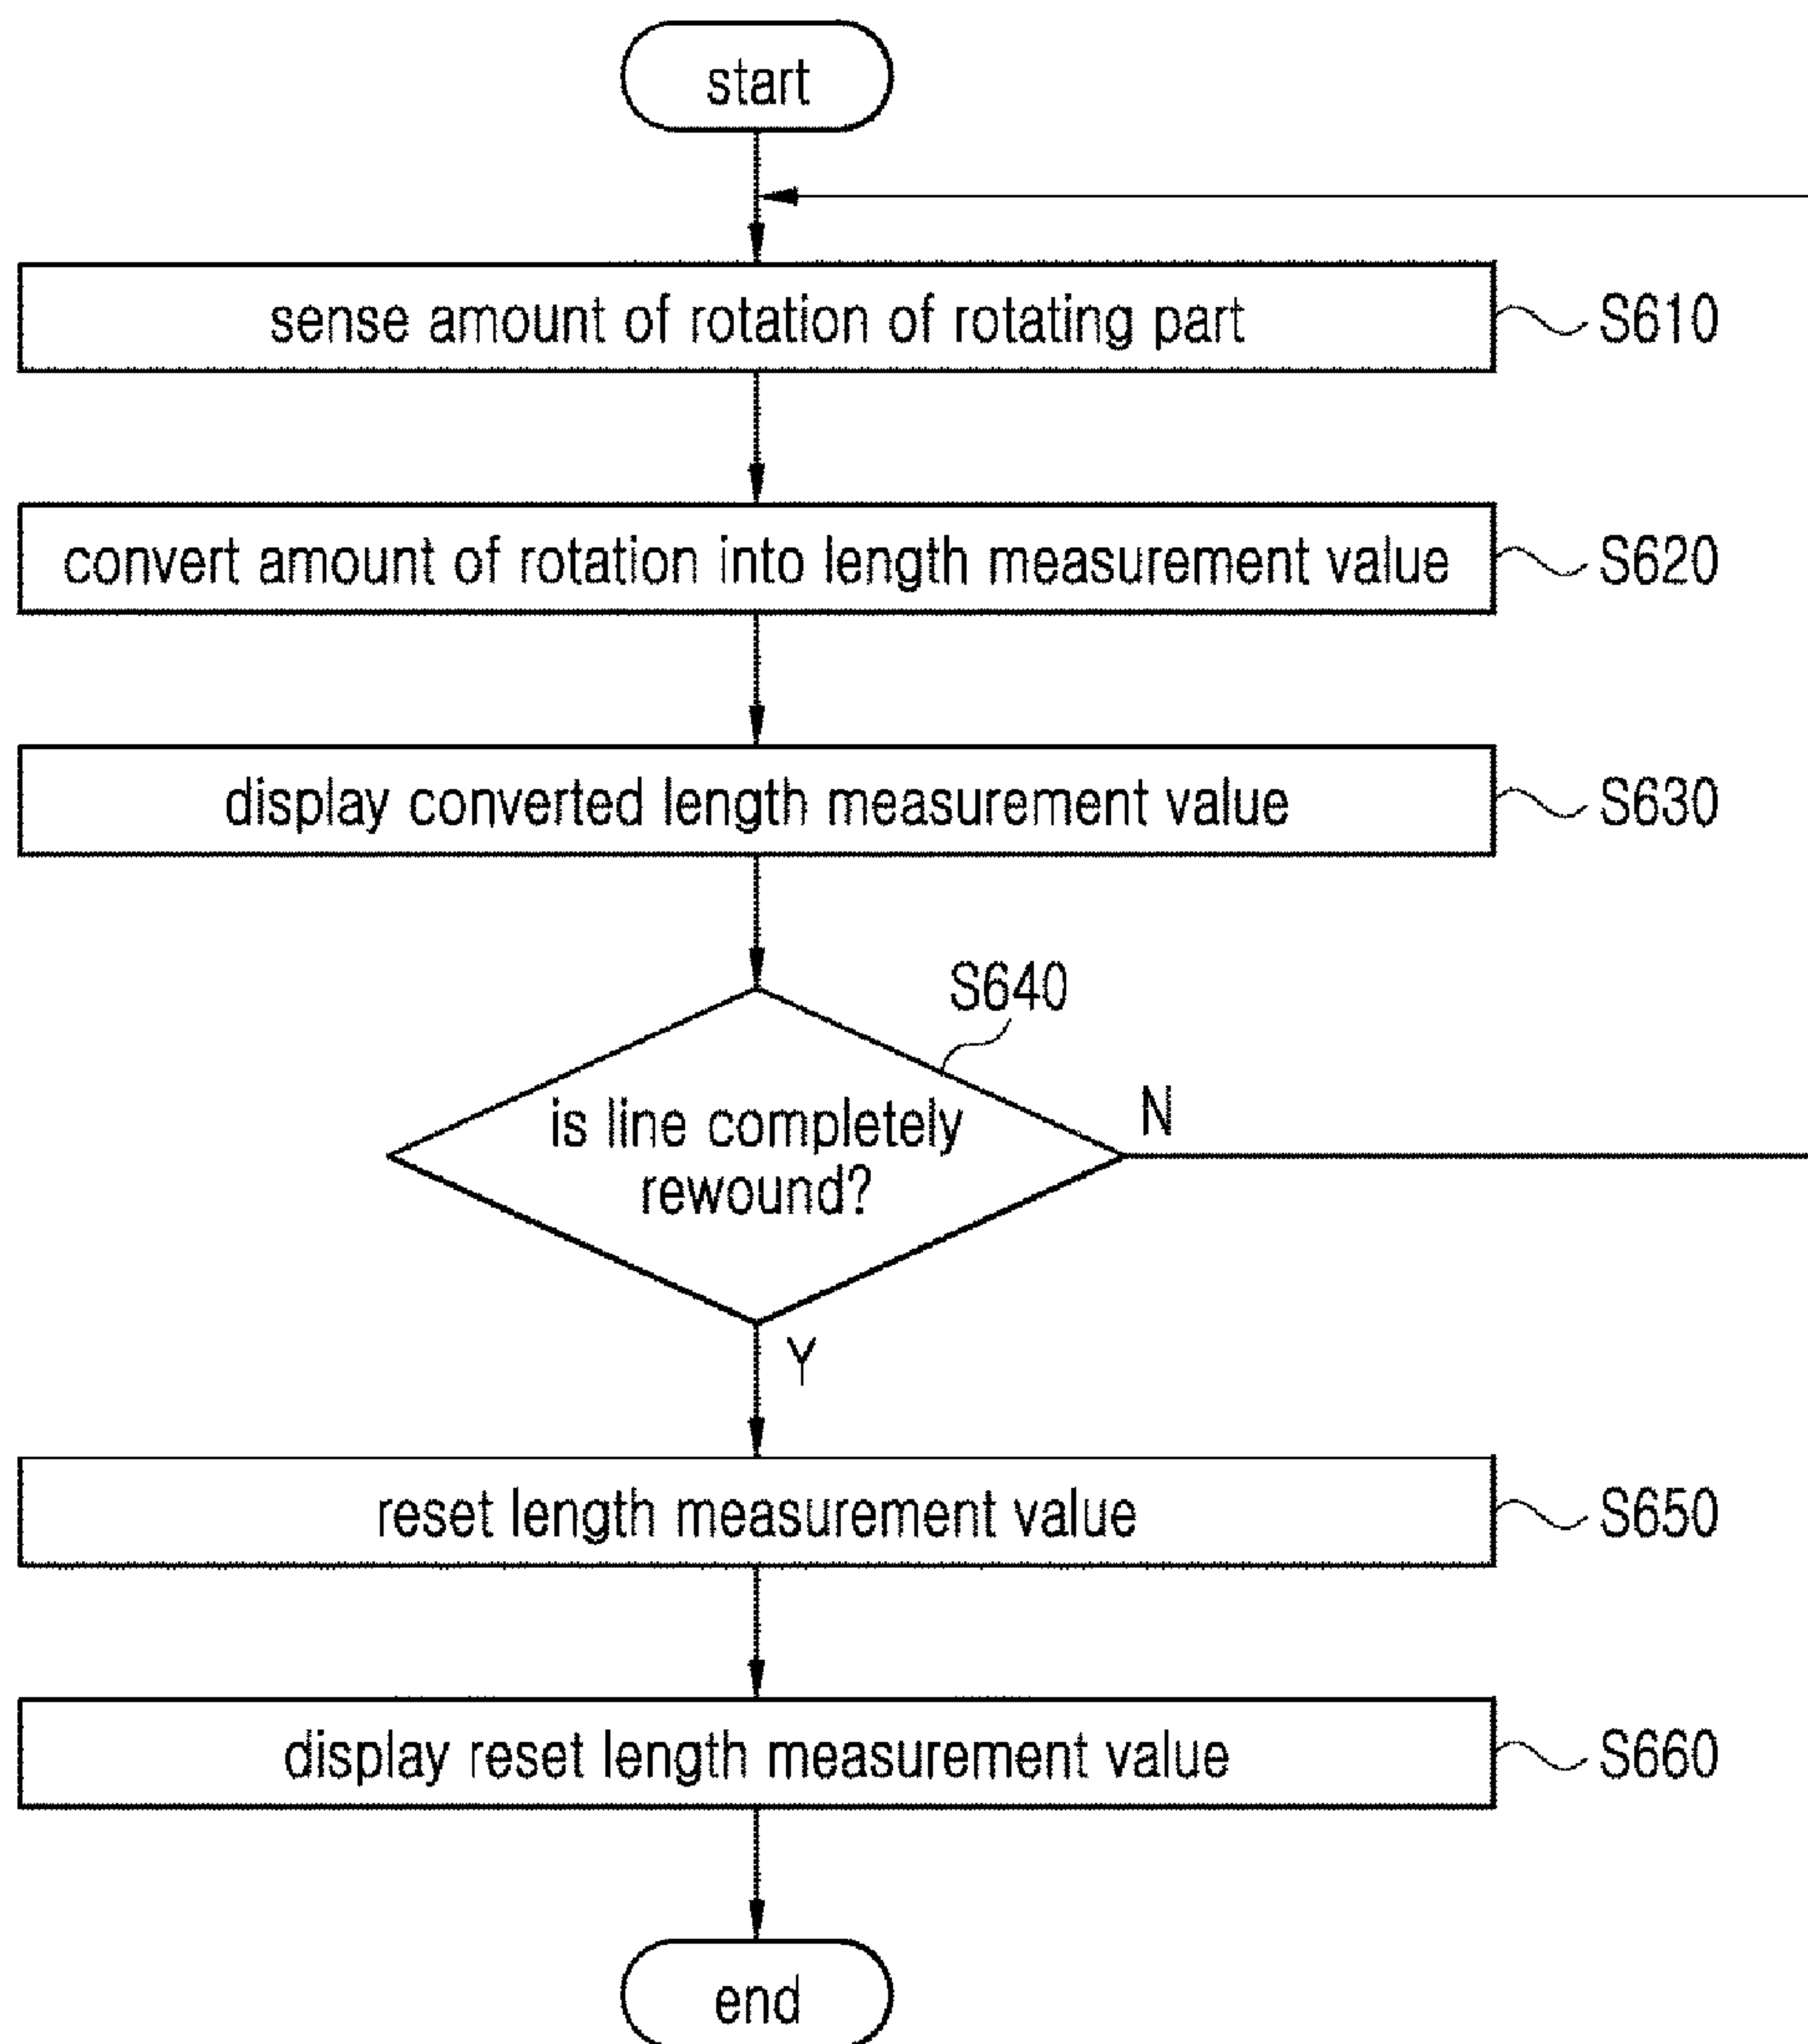 start
sense amount of rotation of rotating part
S610
convert amount of rotation into length measurement value
S620
display converted length measurement value
S630
S640
is line completely
rewound?
N
Y
reset length measurement value
S650
display reset length measurement value
S660
end